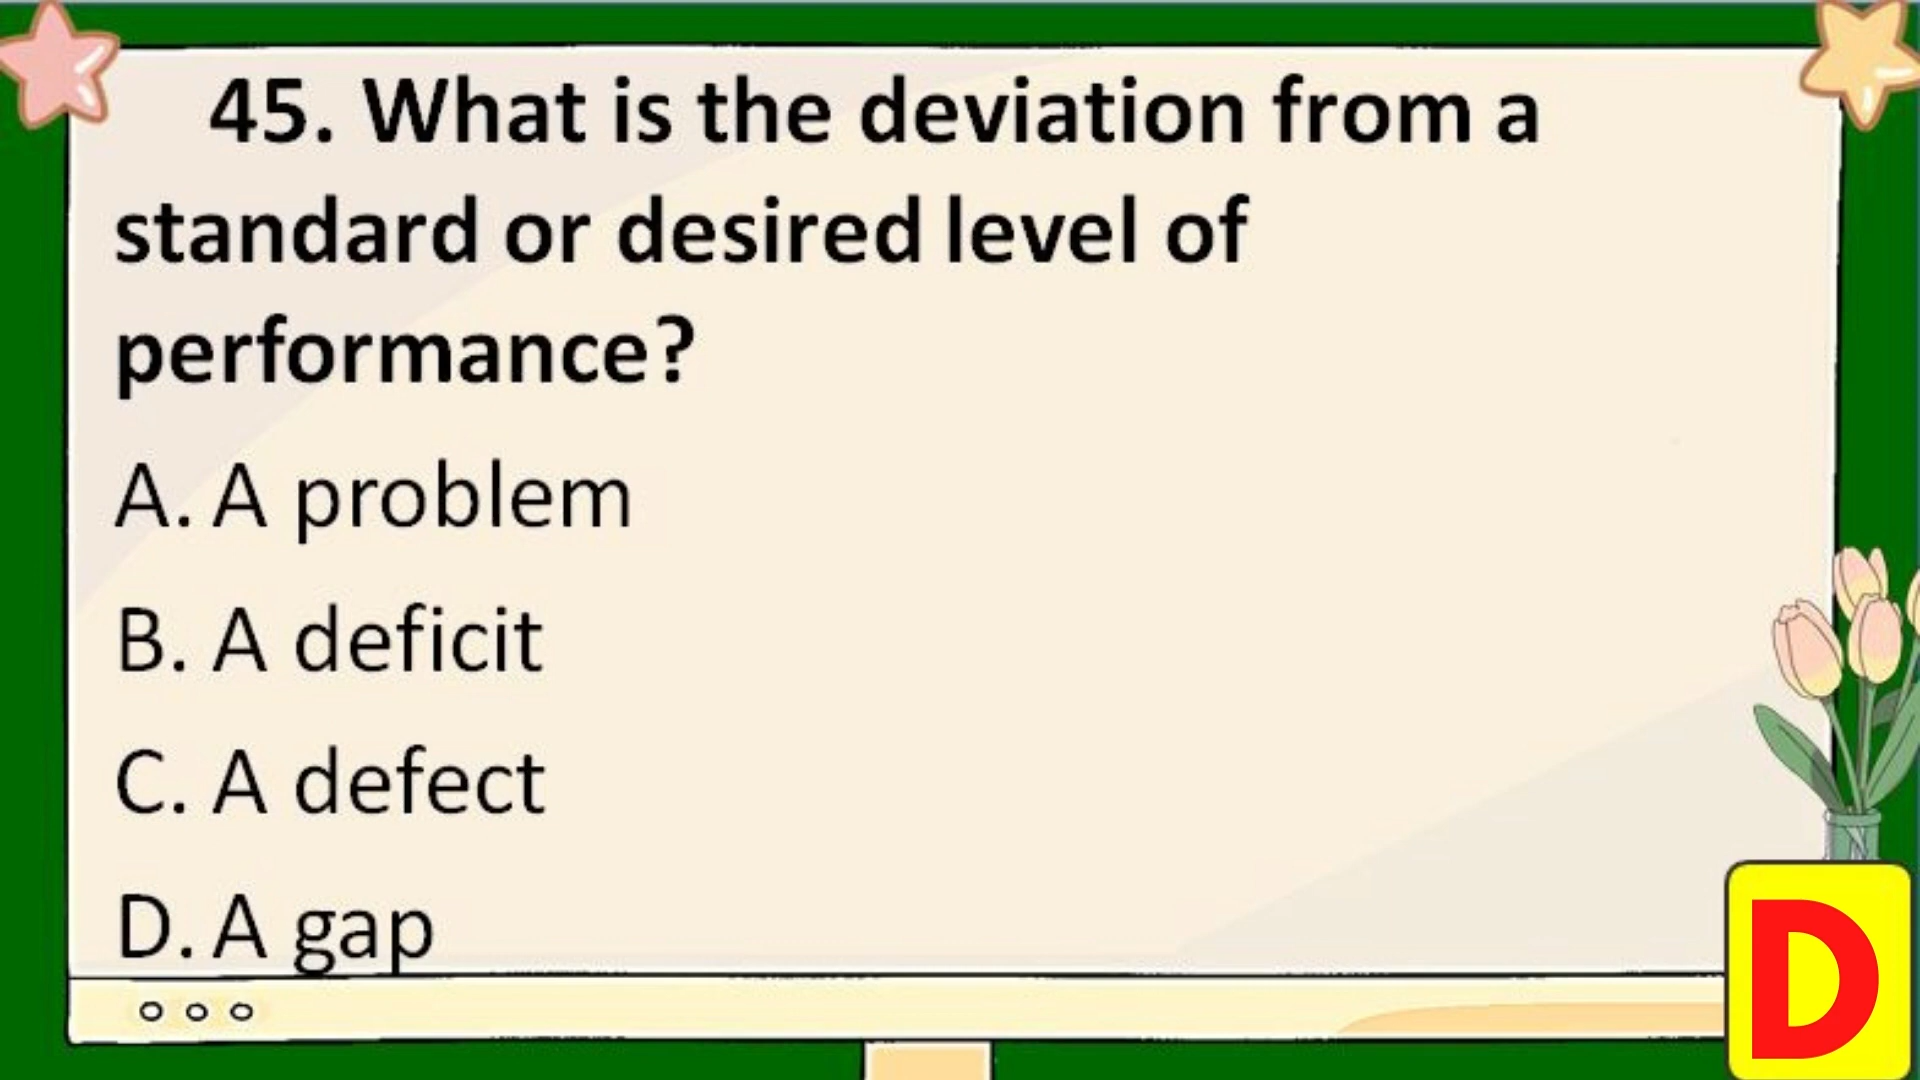 45. What is the deviation from a
standard or desired level of
performance?
A. A problem
B. A deficit
C. A defect
D. A gap
D